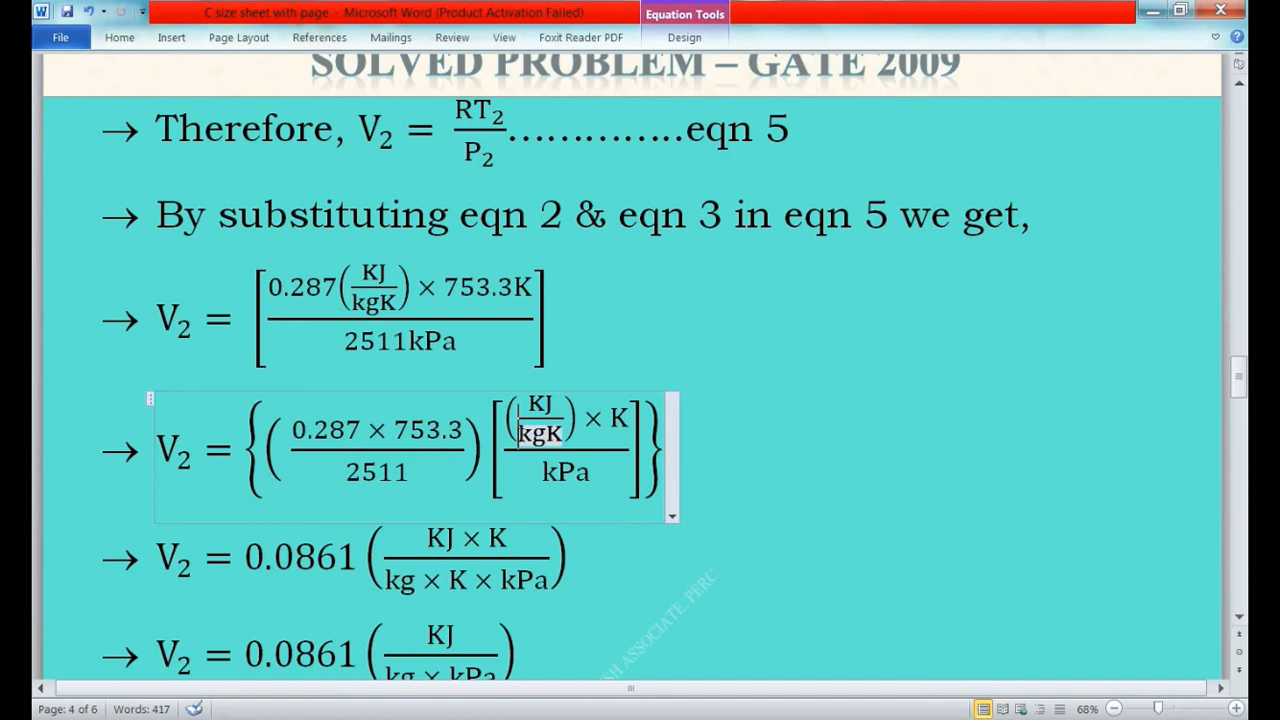 C size sheet with page - Microsoft Word (Product Activation Failed)
Equation Tools
File Home Insert Page Layout References Mailings Review View Foxit Reader PDF Design
SOLVED PROBLEM – GATE 2009
→ Therefore, V₂ = RT₂/P₂ ..............eqn 5
→ By substituting eqn 2 & eqn 3 in eqn 5 we get,
→ V₂ = [0.287(KJ/kgK) × 753.3K / 2511kPa]
→ V₂ = {(0.287 × 753.3 / 2511) [(KJ/kgK) × K / kPa]}
→ V₂ = 0.0861 (KJ × K / kg × K × kPa)
→ V₂ = 0.0861 (KJ / kg × kPa)
ASSOCIATE, PERC
Page: 4 of 6 Words: 417 68%